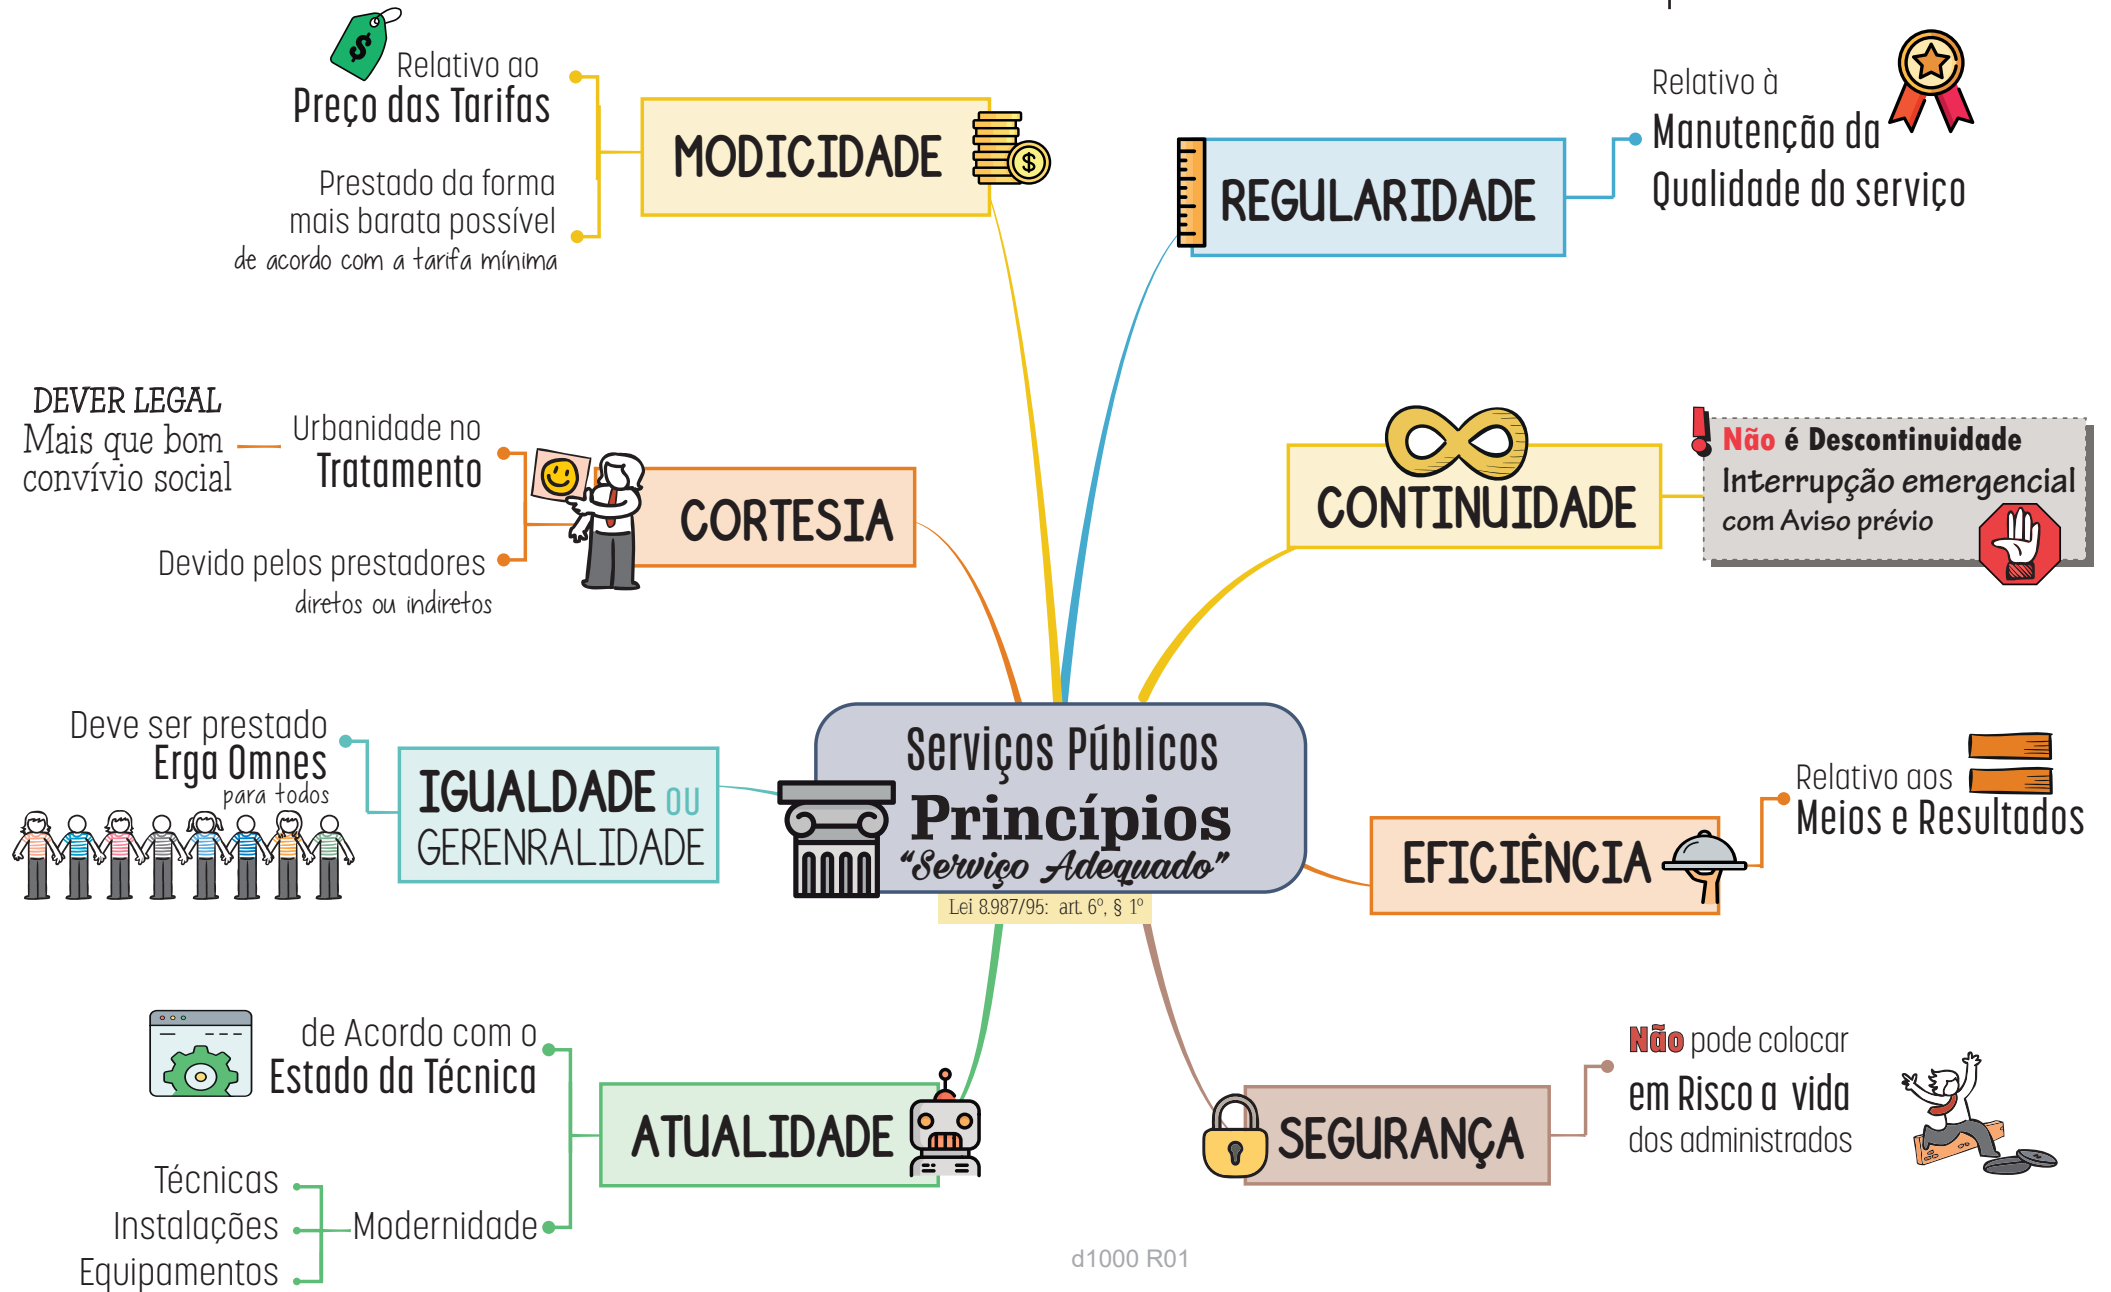 Serviços Públicos
Princípios
“Serviço Adequado”
Lei 8.987/95: art. 6º, § 1º
REGULARIDADE
Relativo à
Manutenção da
Qualidade do serviço
CONTINUIDADE
Não é Descontinuidade
Interrupção emergencial
com Aviso prévio
EFICIÊNCIA
Relativo aos
Meios e Resultados
SEGURANÇA
Não pode colocar
em Risco a vida
dos administrados
ATUALIDADE
de Acordo com o
Estado da Técnica
Modernidade
Técnicas
Instalações
Equipamentos
IGUALDADE OU
GERENRALIDADE
Deve ser prestado
Erga Omnes
para todos
CORTESIA
Urbanidade no
Tratamento
DEVER LEGAL
Mais que bom
convívio social
Devido pelos prestadores
diretos ou indiretos
MODICIDADE
Relativo ao
Preço das Tarifas
Prestado da forma
mais barata possível
de acordo com a tarifa mínima
$
$
d1000 R01